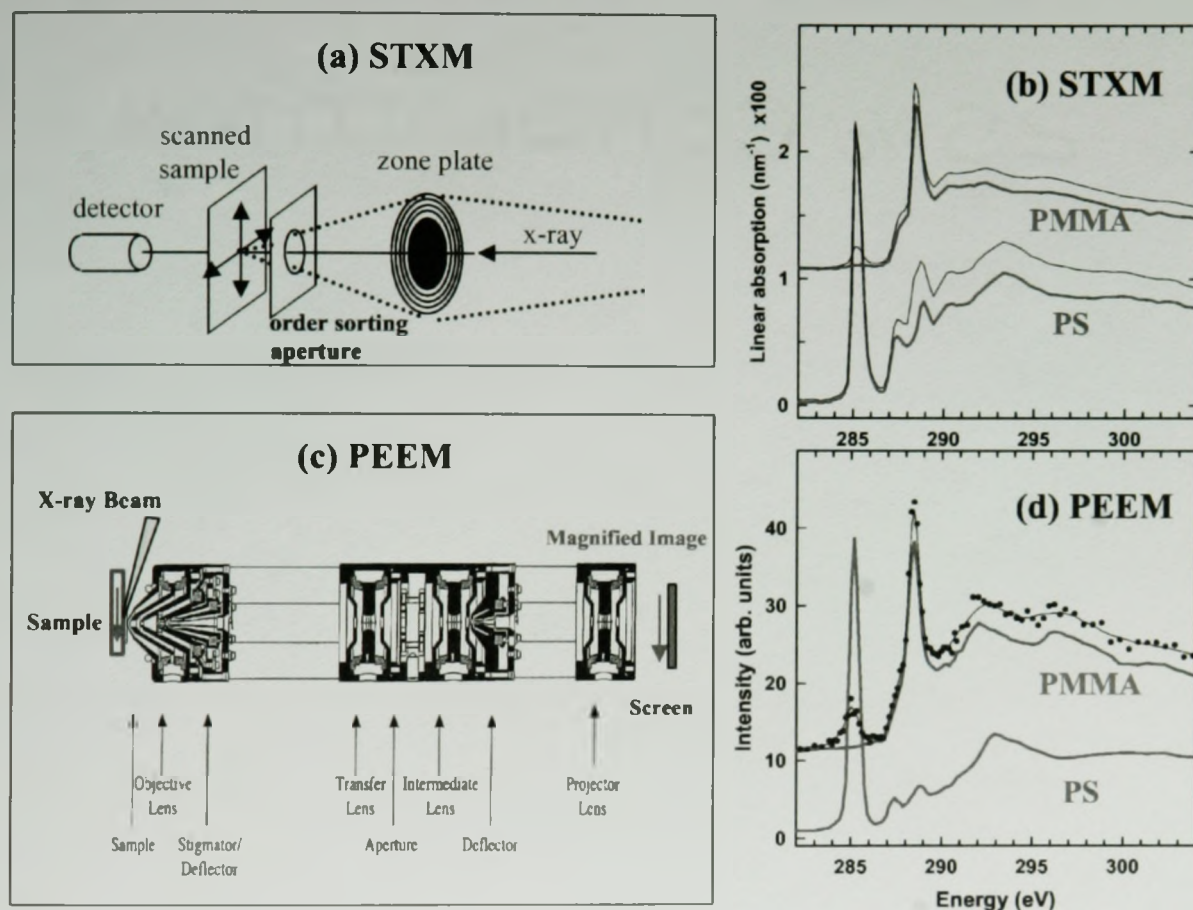 (a) STXM
scanned
sample
zone plate
detector
x-ray
order sorting
aperture
(b) STXM
Linear absorption (nm⁻¹) x100
2
1
0
PMMA
PS
285 290 295 300
(c) PEEM
X-ray Beam
Magnified Image
Sample
Screen
Objective
Lens
Transfer
Lens
Intermediate
Lens
Projector
Lens
Sample
Stigmator/
Deflector
Aperture
Deflector
(d) PEEM
Intensity (arb. units)
40
30
20
10
0
PMMA
PS
285 290 295 300
Energy (eV)